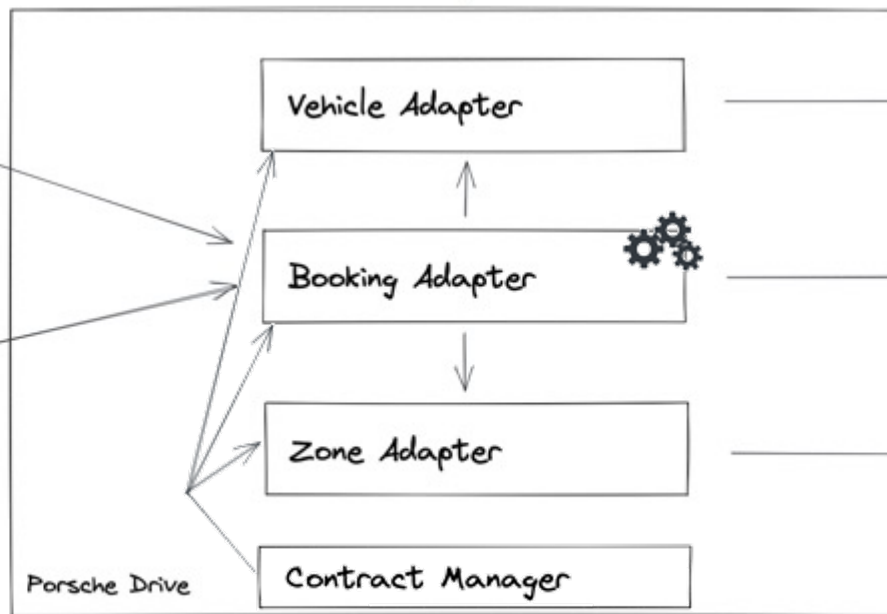 Vehicle Adapter
Booking Adapter
Zone Adapter
Contract Manager
Porsche Drive